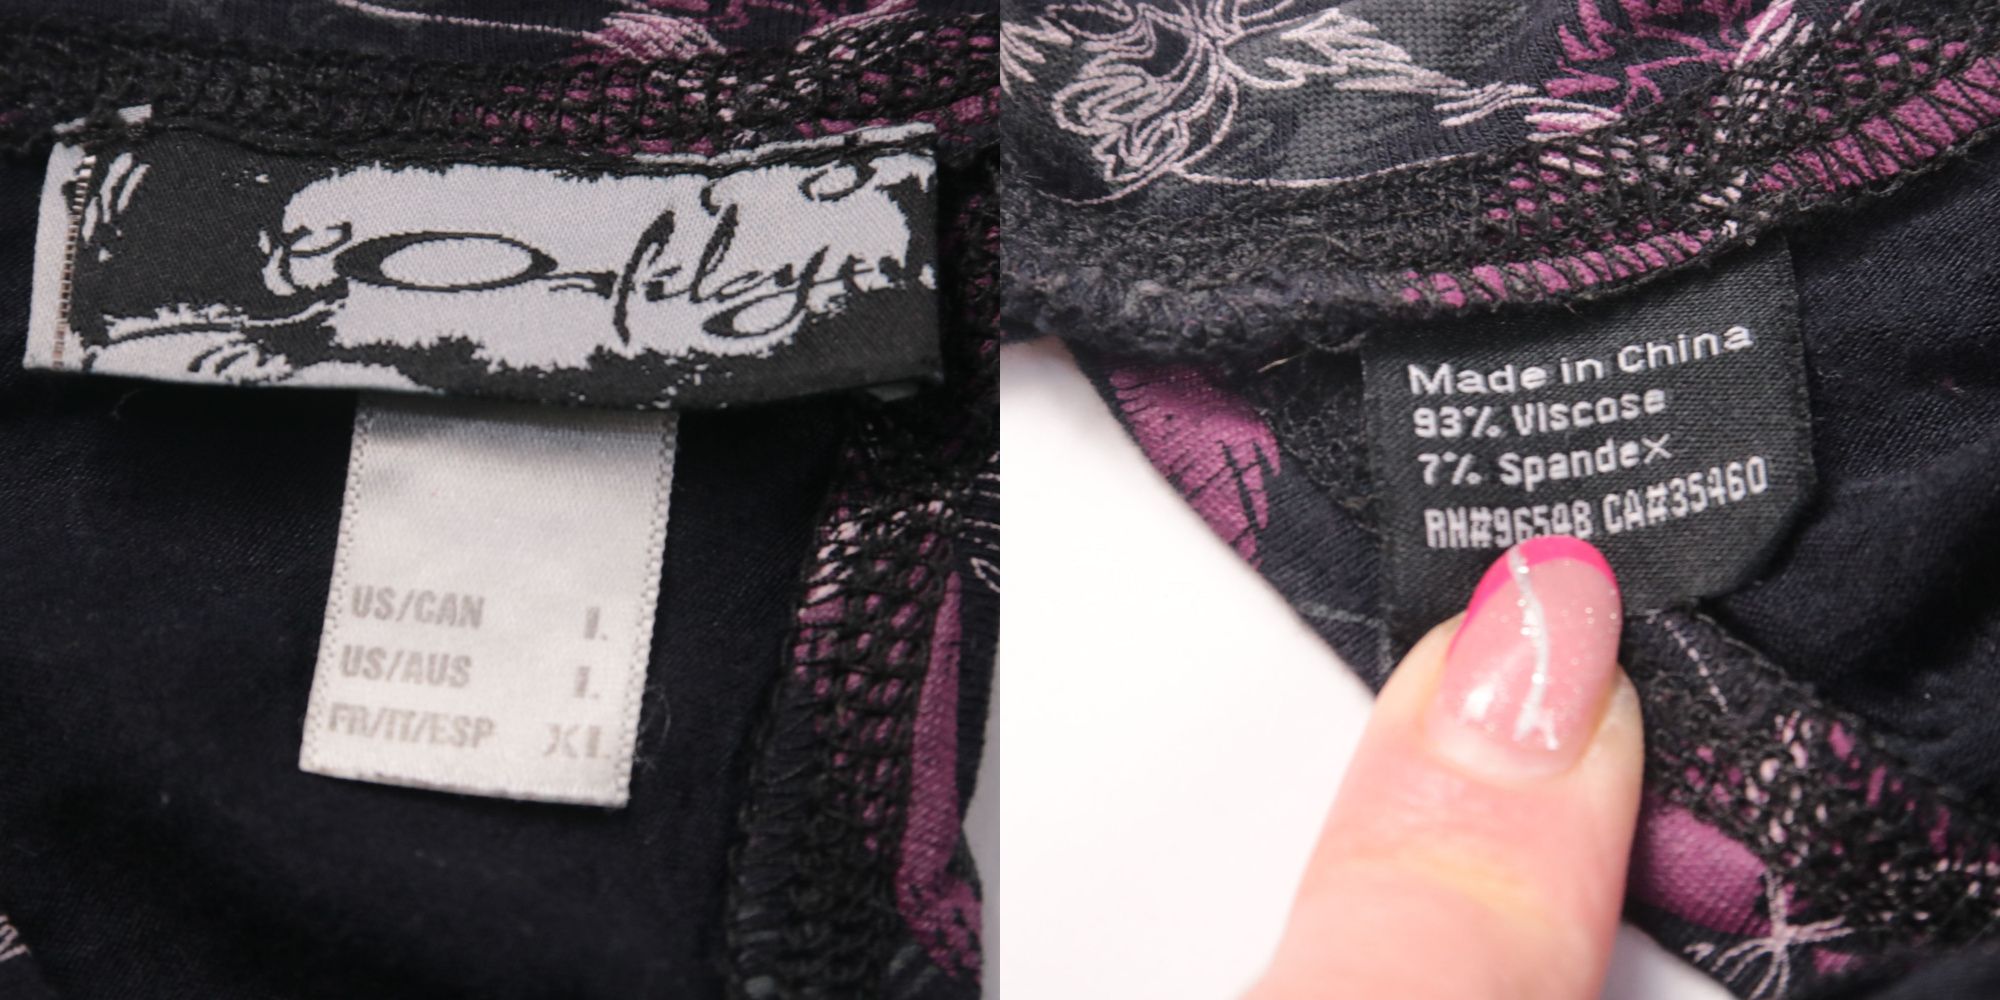 Oakley
US/CAN L
US/AUS L
FR/IT/ESP XL
Made in China
93% Viscose
7% Spandex
RN#96548 CA#35460